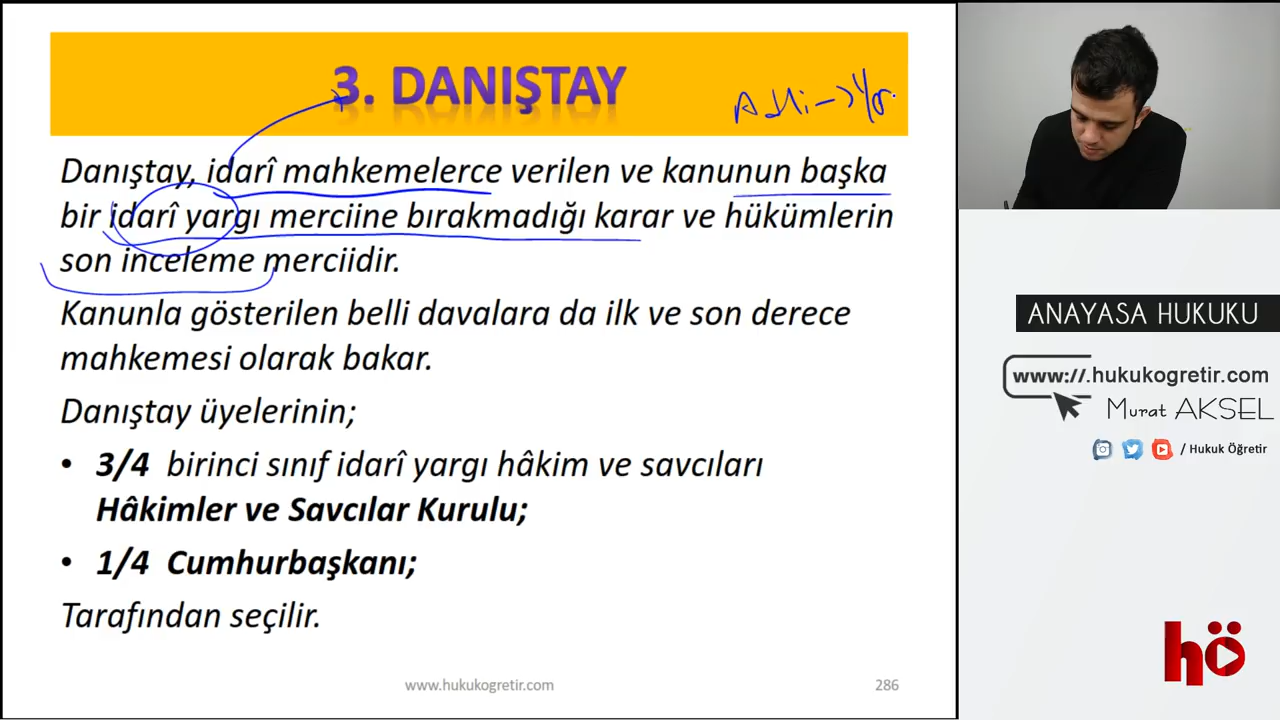 3. DANIŞTAY
Adli
Danıştay, idarî mahkemelerce verilen ve kanunun başka
bir idarî yargı merciine bırakmadığı karar ve hükümlerin
son inceleme merciidir.
Kanunla gösterilen belli davalara da ilk ve son derece
mahkemesi olarak bakar.
Danıştay üyelerinin;
• 3/4 birinci sınıf idarî yargı hâkim ve savcıları
Hâkimler ve Savcılar Kurulu;
• 1/4 Cumhurbaşkanı;
Tarafından seçilir.
www.hukukogretir.com
286
ANAYASA HUKUKU
www://.hukukogretir.com
Murat AKSEL
/ Hukuk Öğretir
hö